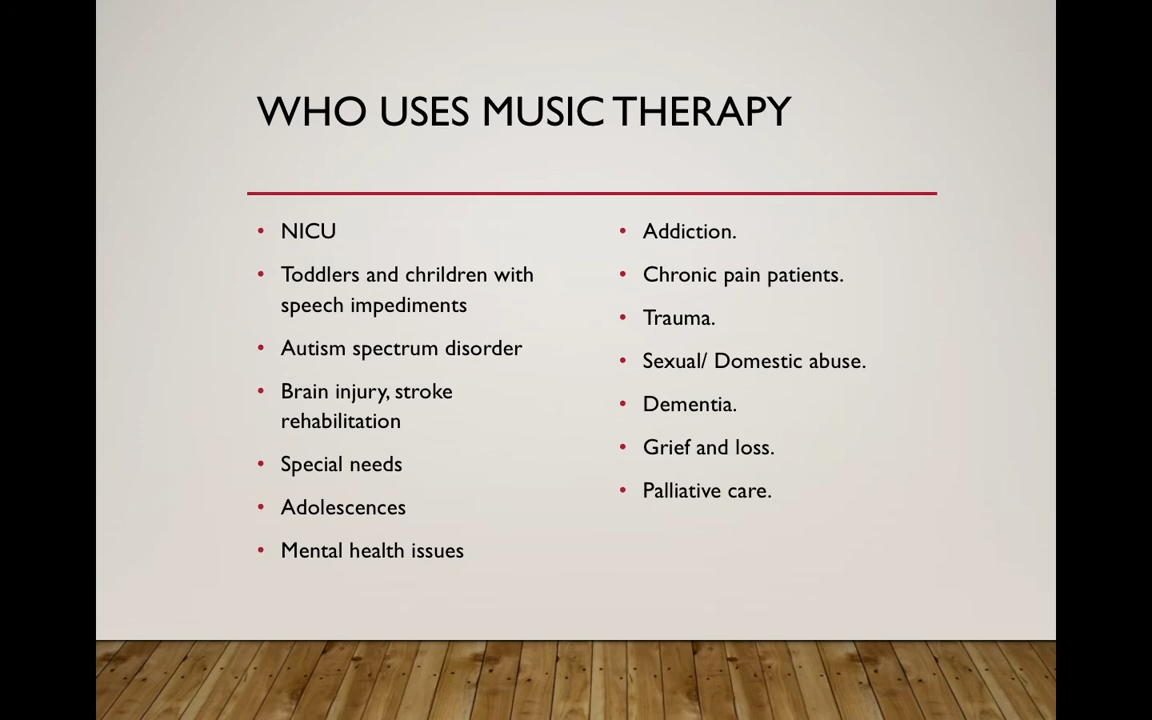 WHO USES MUSIC THERAPY
• NICU
• Toddlers and chrildren with
speech impediments
• Autism spectrum disorder
• Brain injury, stroke
rehabilitation
• Special needs
• Adolescences
• Mental health issues
• Addiction.
• Chronic pain patients.
• Trauma.
• Sexual/ Domestic abuse.
• Dementia.
• Grief and loss.
• Palliative care.